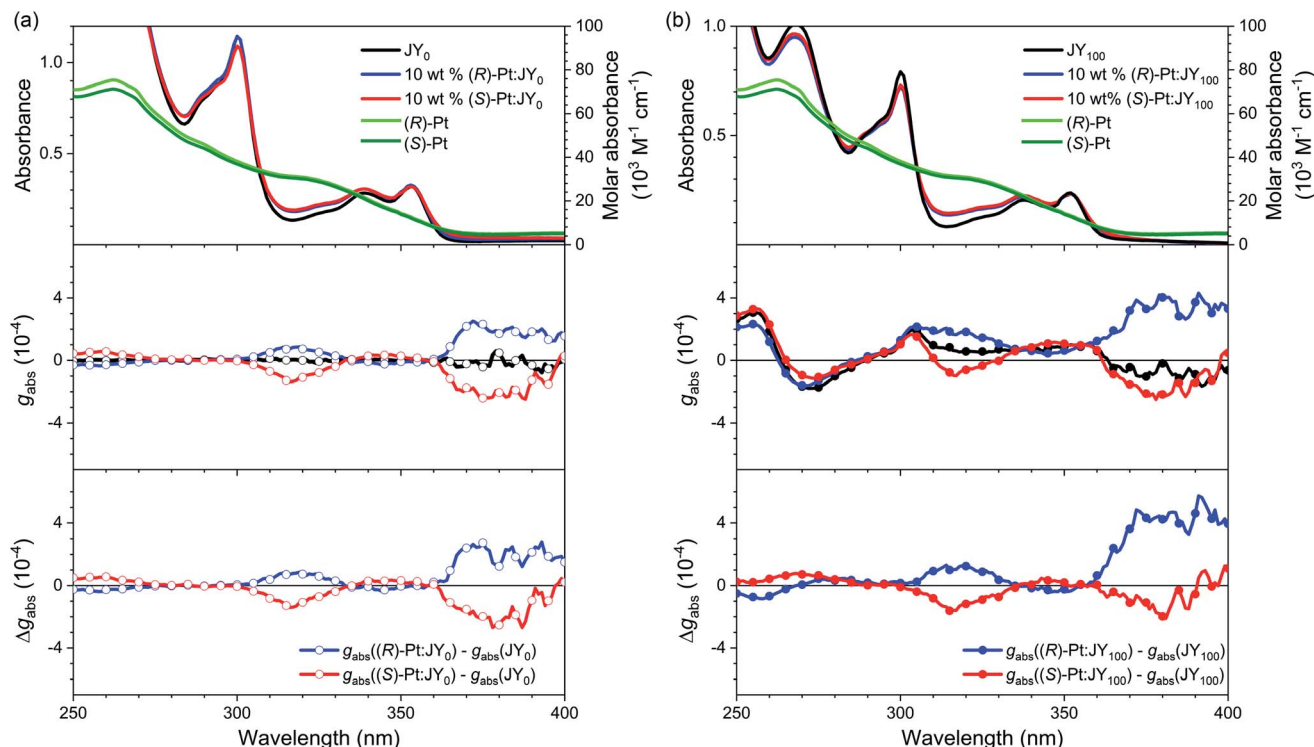 (a)
Absorbance
1.0
0.5
JY0
10 wt % (R)-Pt:JY0
10 wt % (S)-Pt:JY0
(R)-Pt
(S)-Pt
100
80
60
40
20
0
Molar absorbance
(10³ M⁻¹ cm⁻¹)
gabs (10⁻⁴)
4
0
-4
Δgabs (10⁻⁴)
4
0
-4
gabs((R)-Pt:JY0) - gabs(JY0)
gabs((S)-Pt:JY0) - gabs(JY0)
250 300 350 400
Wavelength (nm)
(b)
Absorbance
1.0
0.5
JY100
10 wt % (R)-Pt:JY100
10 wt% (S)-Pt:JY100
(R)-Pt
(S)-Pt
100
80
60
40
20
0
Molar absorbance
(10³ M⁻¹ cm⁻¹)
gabs (10⁻⁴)
4
0
-4
Δgabs (10⁻⁴)
4
0
-4
gabs((R)-Pt:JY100) - gabs(JY100)
gabs((S)-Pt:JY100) - gabs(JY100)
250 300 350 400
Wavelength (nm)